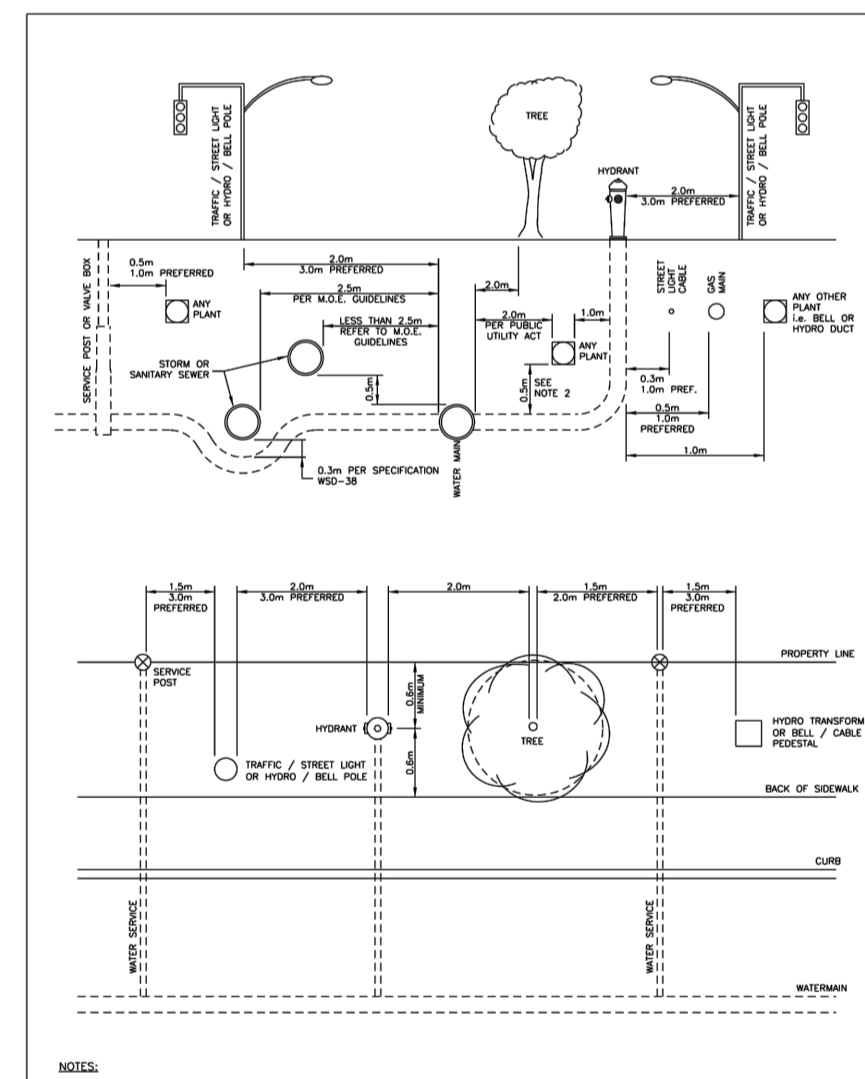 TRAFFIC / STREET LIGHT
OR HYDRO / BELL POLE
TREE
HYDRANT
2.0m
3.0m PREFERRED
TRAFFIC / STREET LIGHT
OR HYDRO / BELL POLE
SERVICE POST OR VALVE BOX
0.5m
1.0m PREFERRED
ANY
PLANT
2.0m
3.0m PREFERRED
2.5m
PER M.O.E. GUIDELINES
LESS THAN 2.5m
REFER TO M.O.E.
GUIDELINES
STORM OR
SANITARY SEWER
0.5m
0.3m PER SPECIFICATION
WSD-38
WATER MAIN
2.0m
2.0m
PER PUBLIC
UTILITY ACT
1.0m
ANY
PLANT
0.5m
SEE
NOTE 2
STREET
LIGHT
CABLE
GAS
MAIN
ANY OTHER
PLANT
i.e. BELL OR
HYDRO DUCT
0.3m
1.0m PREF.
0.5m
1.0m
PREFERRED
1.0m
1.5m
3.0m
PREFERRED
2.0m
3.0m PREFERRED
2.0m
1.5m
2.0m PREFERRED
1.5m
3.0m
PREFERRED
PROPERTY LINE
SERVICE
POST
0.6m
MINIMUM
HYDRANT
0.6m
TREE
HYDRO TRANSFORM
OR BELL / CABLE
PEDESTAL
TRAFFIC / STREET LIGHT
OR HYDRO / BELL POLE
BACK OF SIDEWALK
CURB
WATER SERVICE
WATER SERVICE
WATERMAIN
NOTES: